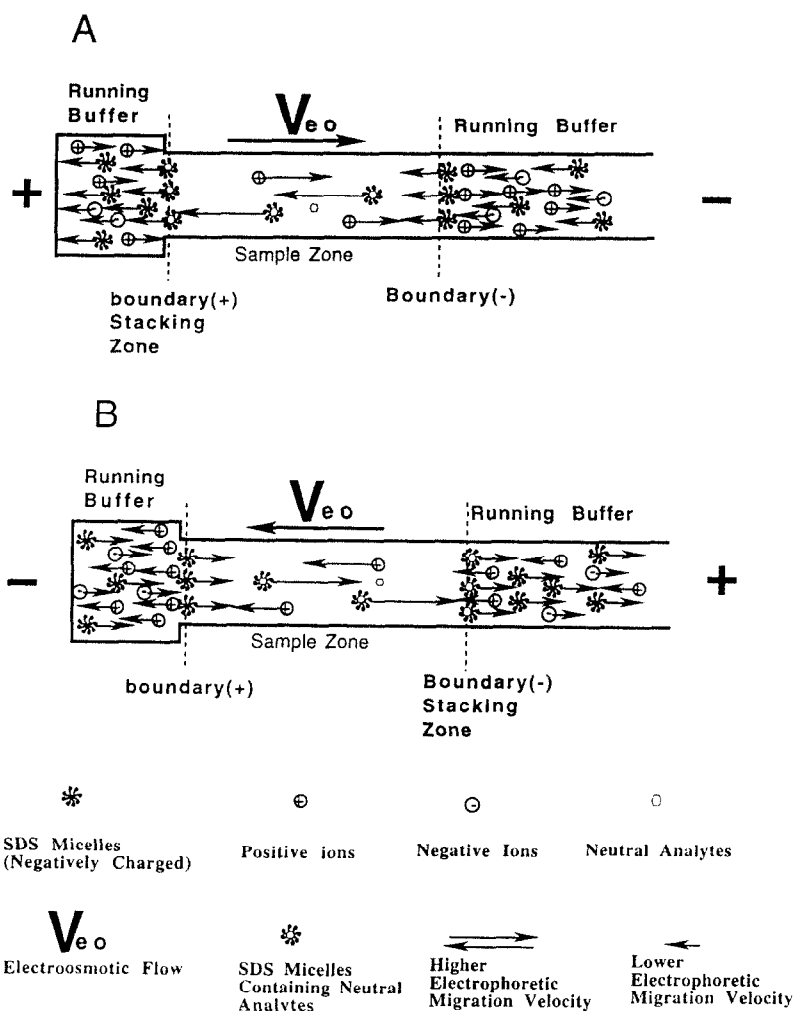 A
Running
Buffer
Veo
Running Buffer
+
−
Sample Zone
boundary(+)
Stacking
Zone
Boundary(-)
B
Running
Buffer
Veo
Running Buffer
−
+
Sample Zone
boundary(+)
Boundary(-)
Stacking
Zone
SDS Micelles
(Negatively Charged)
Positive ions
Negative Ions
Neutral Analytes
Veo
Electroosmotic Flow
SDS Micelles
Containing Neutral
Analytes
Higher
Electrophoretic
Migration Velocity
Lower
Electrophoretic
Migration Velocity